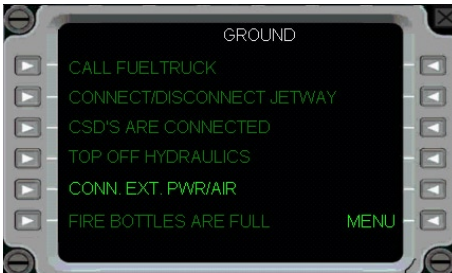 GROUND
CALL FUELTRUCK
CONNECT/DISCONNECT JETWAY
CSD'S ARE CONNECTED
TOP OFF HYDRAULICS
CONN. EXT. PWR/AIR
FIRE BOTTLES ARE FULL MENU